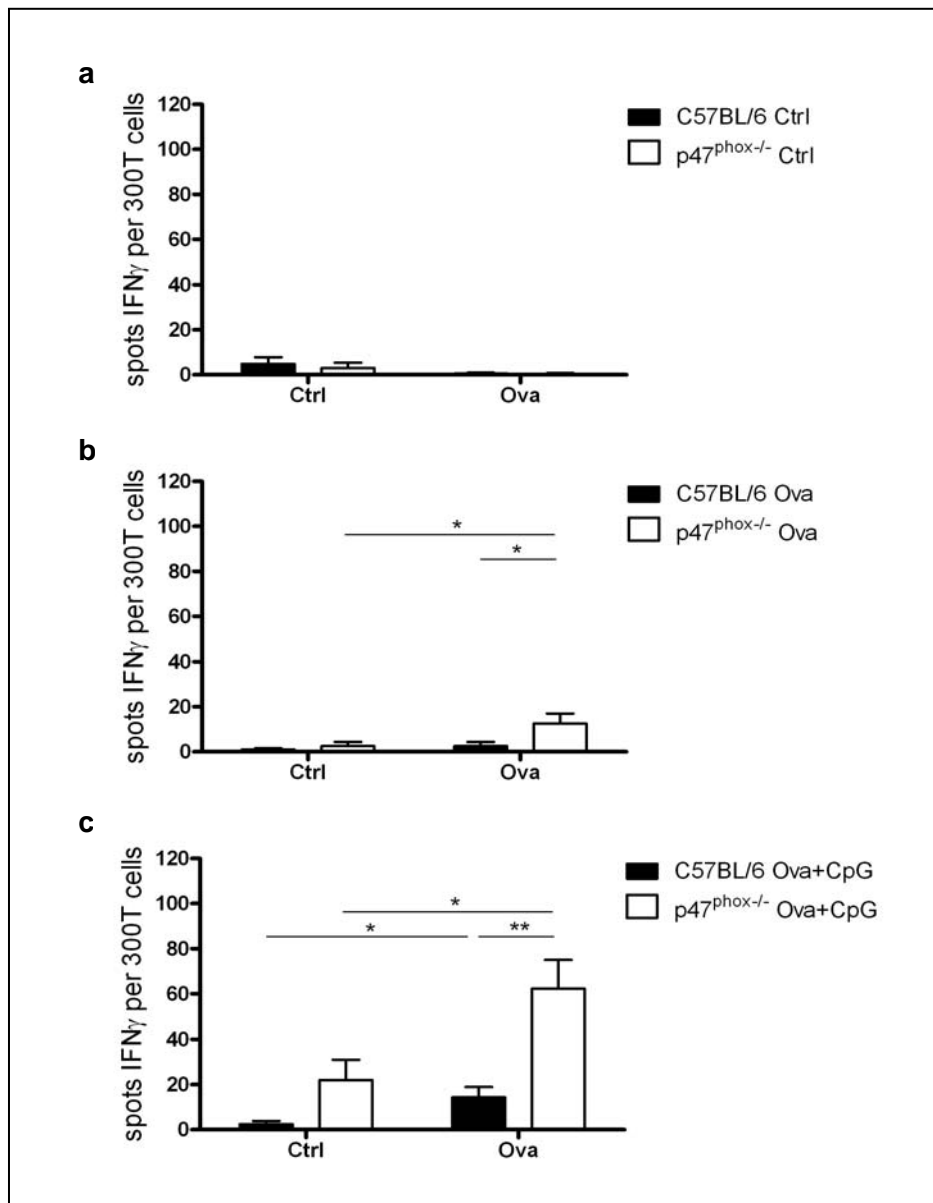 a
120
100
80
60
40
20
0
spots IFNγ per 300T cells
Ctrl
Ova
C57BL/6 Ctrl
p47phox-/- Ctrl
b
120
100
80
60
40
20
0
spots IFNγ per 300T cells
*
*
Ctrl
Ova
C57BL/6 Ova
p47phox-/- Ova
c
120
100
80
60
40
20
0
spots IFNγ per 300T cells
*
*
**
Ctrl
Ova
C57BL/6 Ova+CpG
p47phox-/- Ova+CpG